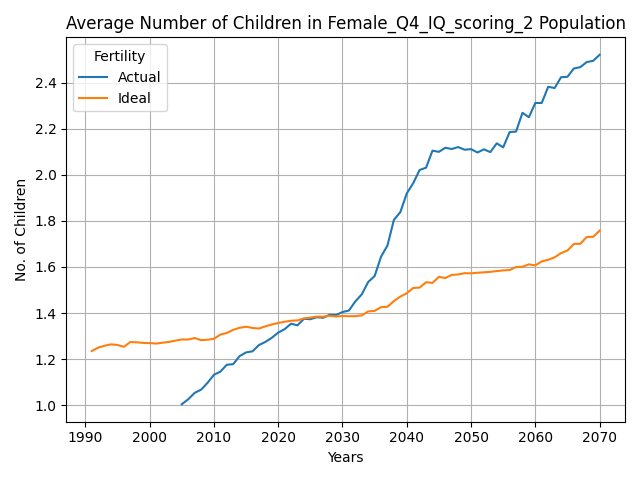 Average Number of Children in Female_Q4_IQ_scoring_2 Population
Fertility
Actual
Ideal
No. of Children
2.4
2.2
2.0
1.8
1.6
1.4
1.2
1.0
1990 2000 2010 2020 2030 2040 2050 2060 2070
Years